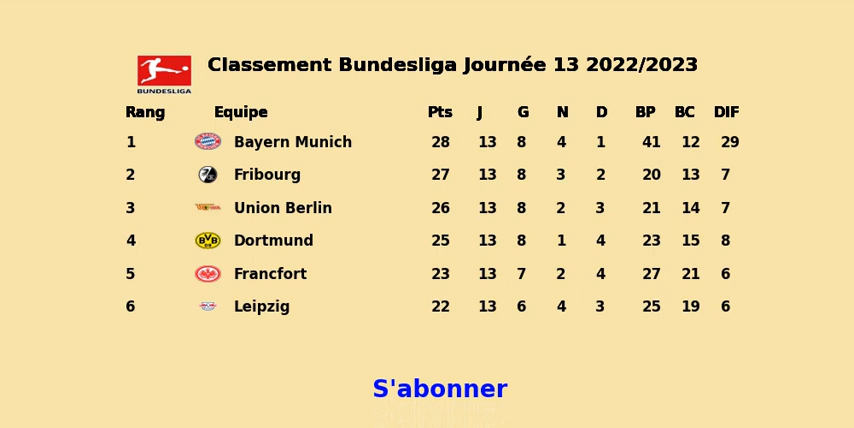 Classement Bundesliga Journée 13 2022/2023
BUNDESLIGA
Rang Equipe Pts J G N D BP BC DIF
1 Bayern Munich 28 13 8 4 1 41 12 29
2 Fribourg 27 13 8 3 2 20 13 7
3 Union Berlin 26 13 8 2 3 21 14 7
4 BVB 09 Dortmund 25 13 8 1 4 23 15 8
5 Francfort 23 13 7 2 4 27 21 6
6 Leipzig 22 13 6 4 3 25 19 6
S'abonner